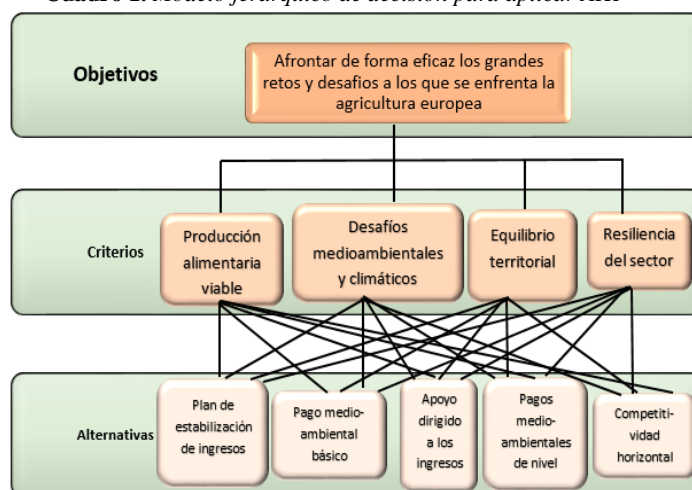 Objetivos
Afrontar de forma eficaz los grandes
retos y desafios a los que se enfrenta la
agricultura europea
Criterios
Producción
alimentaria
viable
Desafíos
medioambientales
y climáticos
Equilibrio
territorial
Resiliencia
del sector
Alternativas
Plan de
estabilización
de ingresos
Pago medio-
ambiental
básico
Apoyo
dirigido
a los
ingresos
Pagos
medio-
ambientales
de nivel
Competiti-
vidad
horizontal